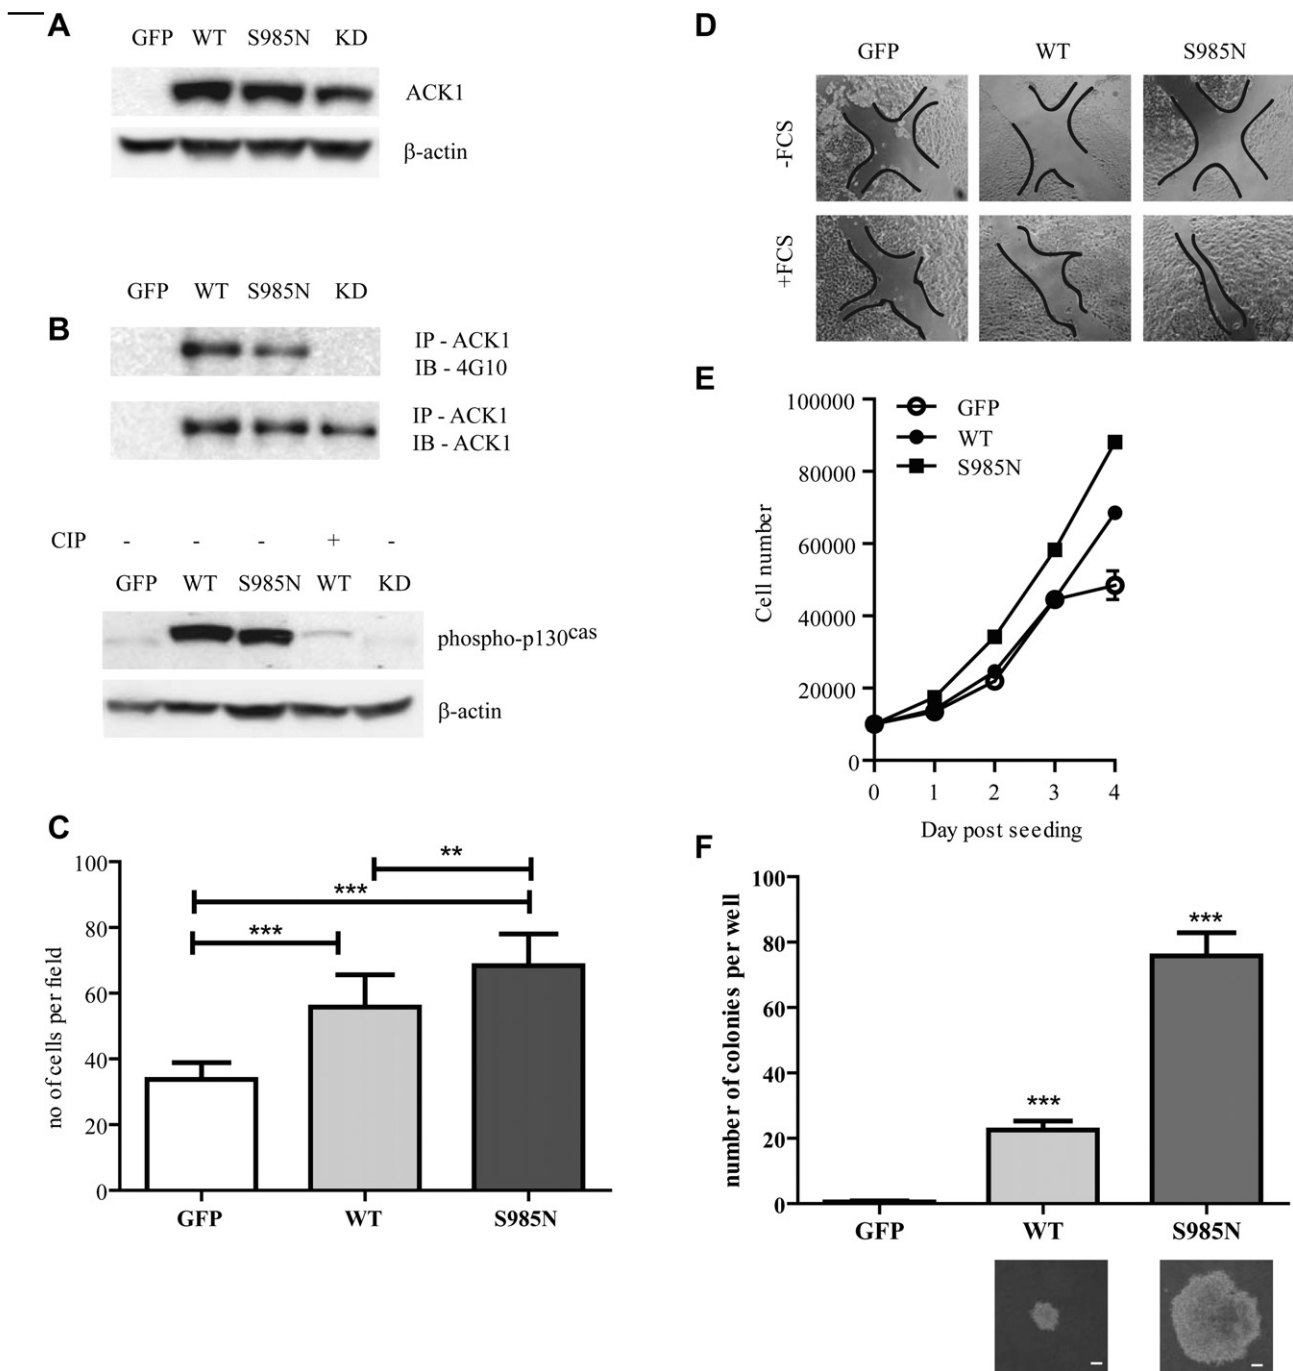 A
GFP WT S985N KD
ACK1
β-actin
B
GFP WT S985N KD
IP - ACK1
IB - 4G10
IP - ACK1
IB - ACK1
CIP - - - + -
GFP WT S985N WT KD
phospho-p130cas
β-actin
C
no of cells per field
100
80
60
40
20
0
***
***
**
GFP WT S985N
D
GFP WT S985N
-FCS
+FCS
E
Cell number
100000
80000
60000
40000
20000
0
GFP
WT
S985N
0 1 2 3 4
Day post seeding
F
number of colonies per well
100
80
60
40
20
0
***
***
GFP WT S985N